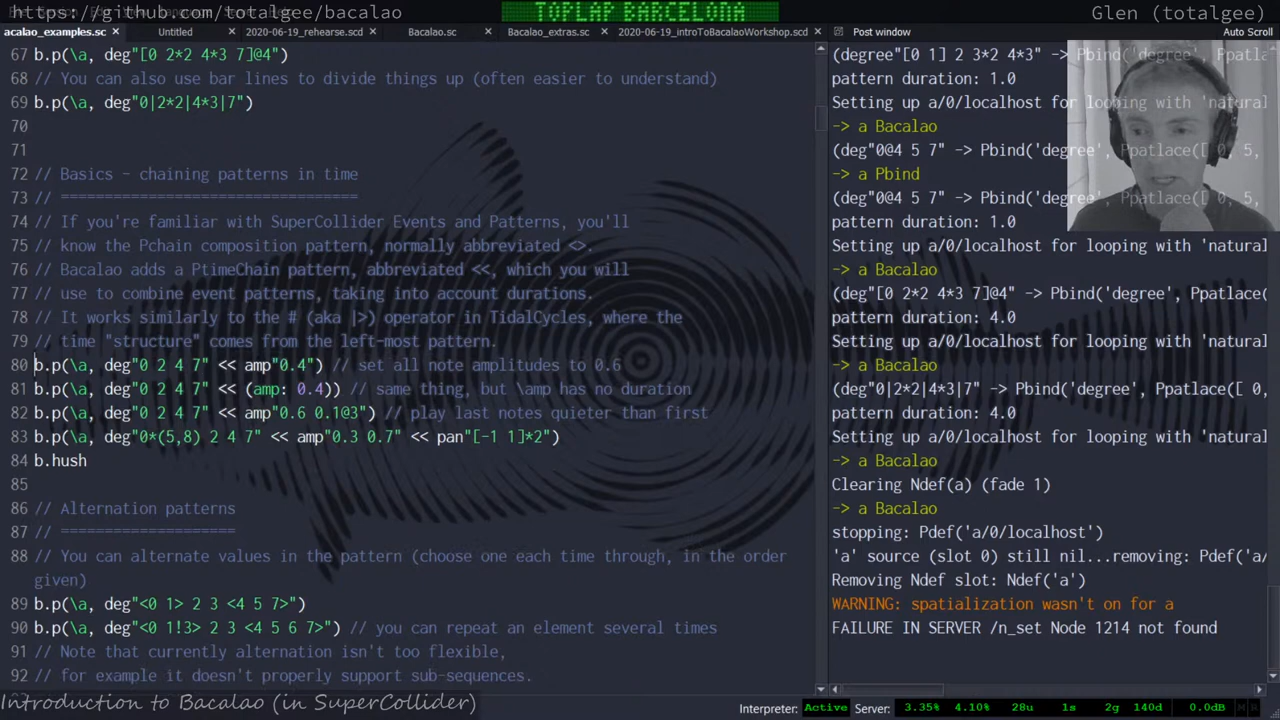 https://github.com/totalgee/bacalao
TOPLAP BARCELONA
Glen (totalgee)
acalao_examples.sc
Untitled
2020-06-19_rehearse.scd
Bacalao.sc
Bacalao_extras.sc
2020-06-19_introToBacalaoWorkshop.scd
Post window
Auto Scroll
67 b.p(\a, deg"[0 2*2 4*3 7]@4")
68 // You can also use bar lines to divide things up (often easier to understand)
69 b.p(\a, deg"0|2*2|4*3|7")
70
71
72 // Basics - chaining patterns in time
73 // =================================
74 // If you're familiar with SuperCollider Events and Patterns, you'll
75 // know the Pchain composition pattern, normally abbreviated <>.
76 // Bacalao adds a PtimeChain pattern, abbreviated <<, which you will
77 // use to combine event patterns, taking into account durations.
78 // It works similarly to the # (aka |>) operator in TidalCycles, where the
79 // time "structure" comes from the left-most pattern.
80 b.p(\a, deg"0 2 4 7" << amp"0.4") // set all note amplitudes to 0.6
81 b.p(\a, deg"0 2 4 7" << (amp: 0.4)) // same thing, but \amp has no duration
82 b.p(\a, deg"0 2 4 7" << amp"0.6 0.1@3") // play last notes quieter than first
83 b.p(\a, deg"0*(5,8) 2 4 7" << amp"0.3 0.7" << pan"[-1 1]*2")
84 b.hush
85
86 // Alternation patterns
87 // ===================
88 // You can alternate values in the pattern (choose one each time through, in the order
given)
89 b.p(\a, deg"<0 1> 2 3 <4 5 7>")
90 b.p(\a, deg"<0 1!3> 2 3 <4 5 6 7>") // you can repeat an element several times
91 // Note that currently alternation isn't too flexible,
92 // for example it doesn't properly support sub-sequences.
(degree"[0 1] 2 3*2 4*3" -> Pbind('degree', Ppatla
pattern duration: 1.0
Setting up a/0/localhost for looping with 'natural
-> a Bacalao
(deg"0@4 5 7" -> Pbind('degree', Ppatlace([ 0, 5,
-> a Pbind
(deg"0@4 5 7" -> Pbind('degree', Ppatlace([ 0, 5,
pattern duration: 1.0
Setting up a/0/localhost for looping with 'natural
-> a Bacalao
(deg"[0 2*2 4*3 7]@4" -> Pbind('degree', Ppatlace(
pattern duration: 4.0
Setting up a/0/localhost for looping with 'natural
-> a Bacalao
(deg"0|2*2|4*3|7" -> Pbind('degree', Ppatlace([ 0,
pattern duration: 4.0
Setting up a/0/localhost for looping with 'natural
-> a Bacalao
Clearing Ndef(a) (fade 1)
-> a Bacalao
stopping: Pdef('a/0/localhost')
'a' source (slot 0) still nil...removing: Pdef('a/
Removing Ndef slot: Ndef('a')
WARNING: spatialization wasn't on for a
FAILURE IN SERVER /n_set Node 1214 not found
Introduction to Bacalao (in SuperCollider)
Interpreter: Active Server: 3.35% 4.10% 28u 1s 2g 140d 0.0dB M R